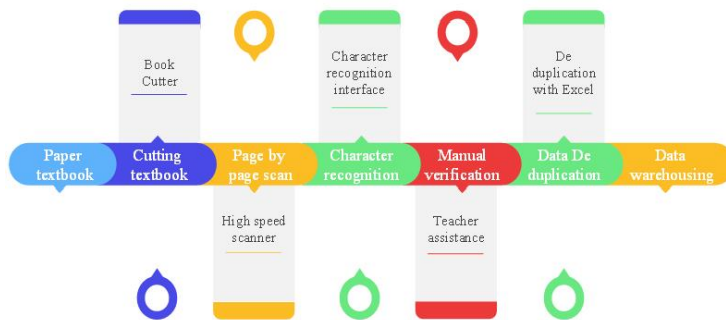 Book
Cutter
Character
recognition
interface
De
duplication
with Excel
Paper
textbook
Cutting
textbook
Page by
page scan
Character
recognition
Manual
verification
Data De
duplication
Data
warehousing
High speed
scanner
Teacher
assistance